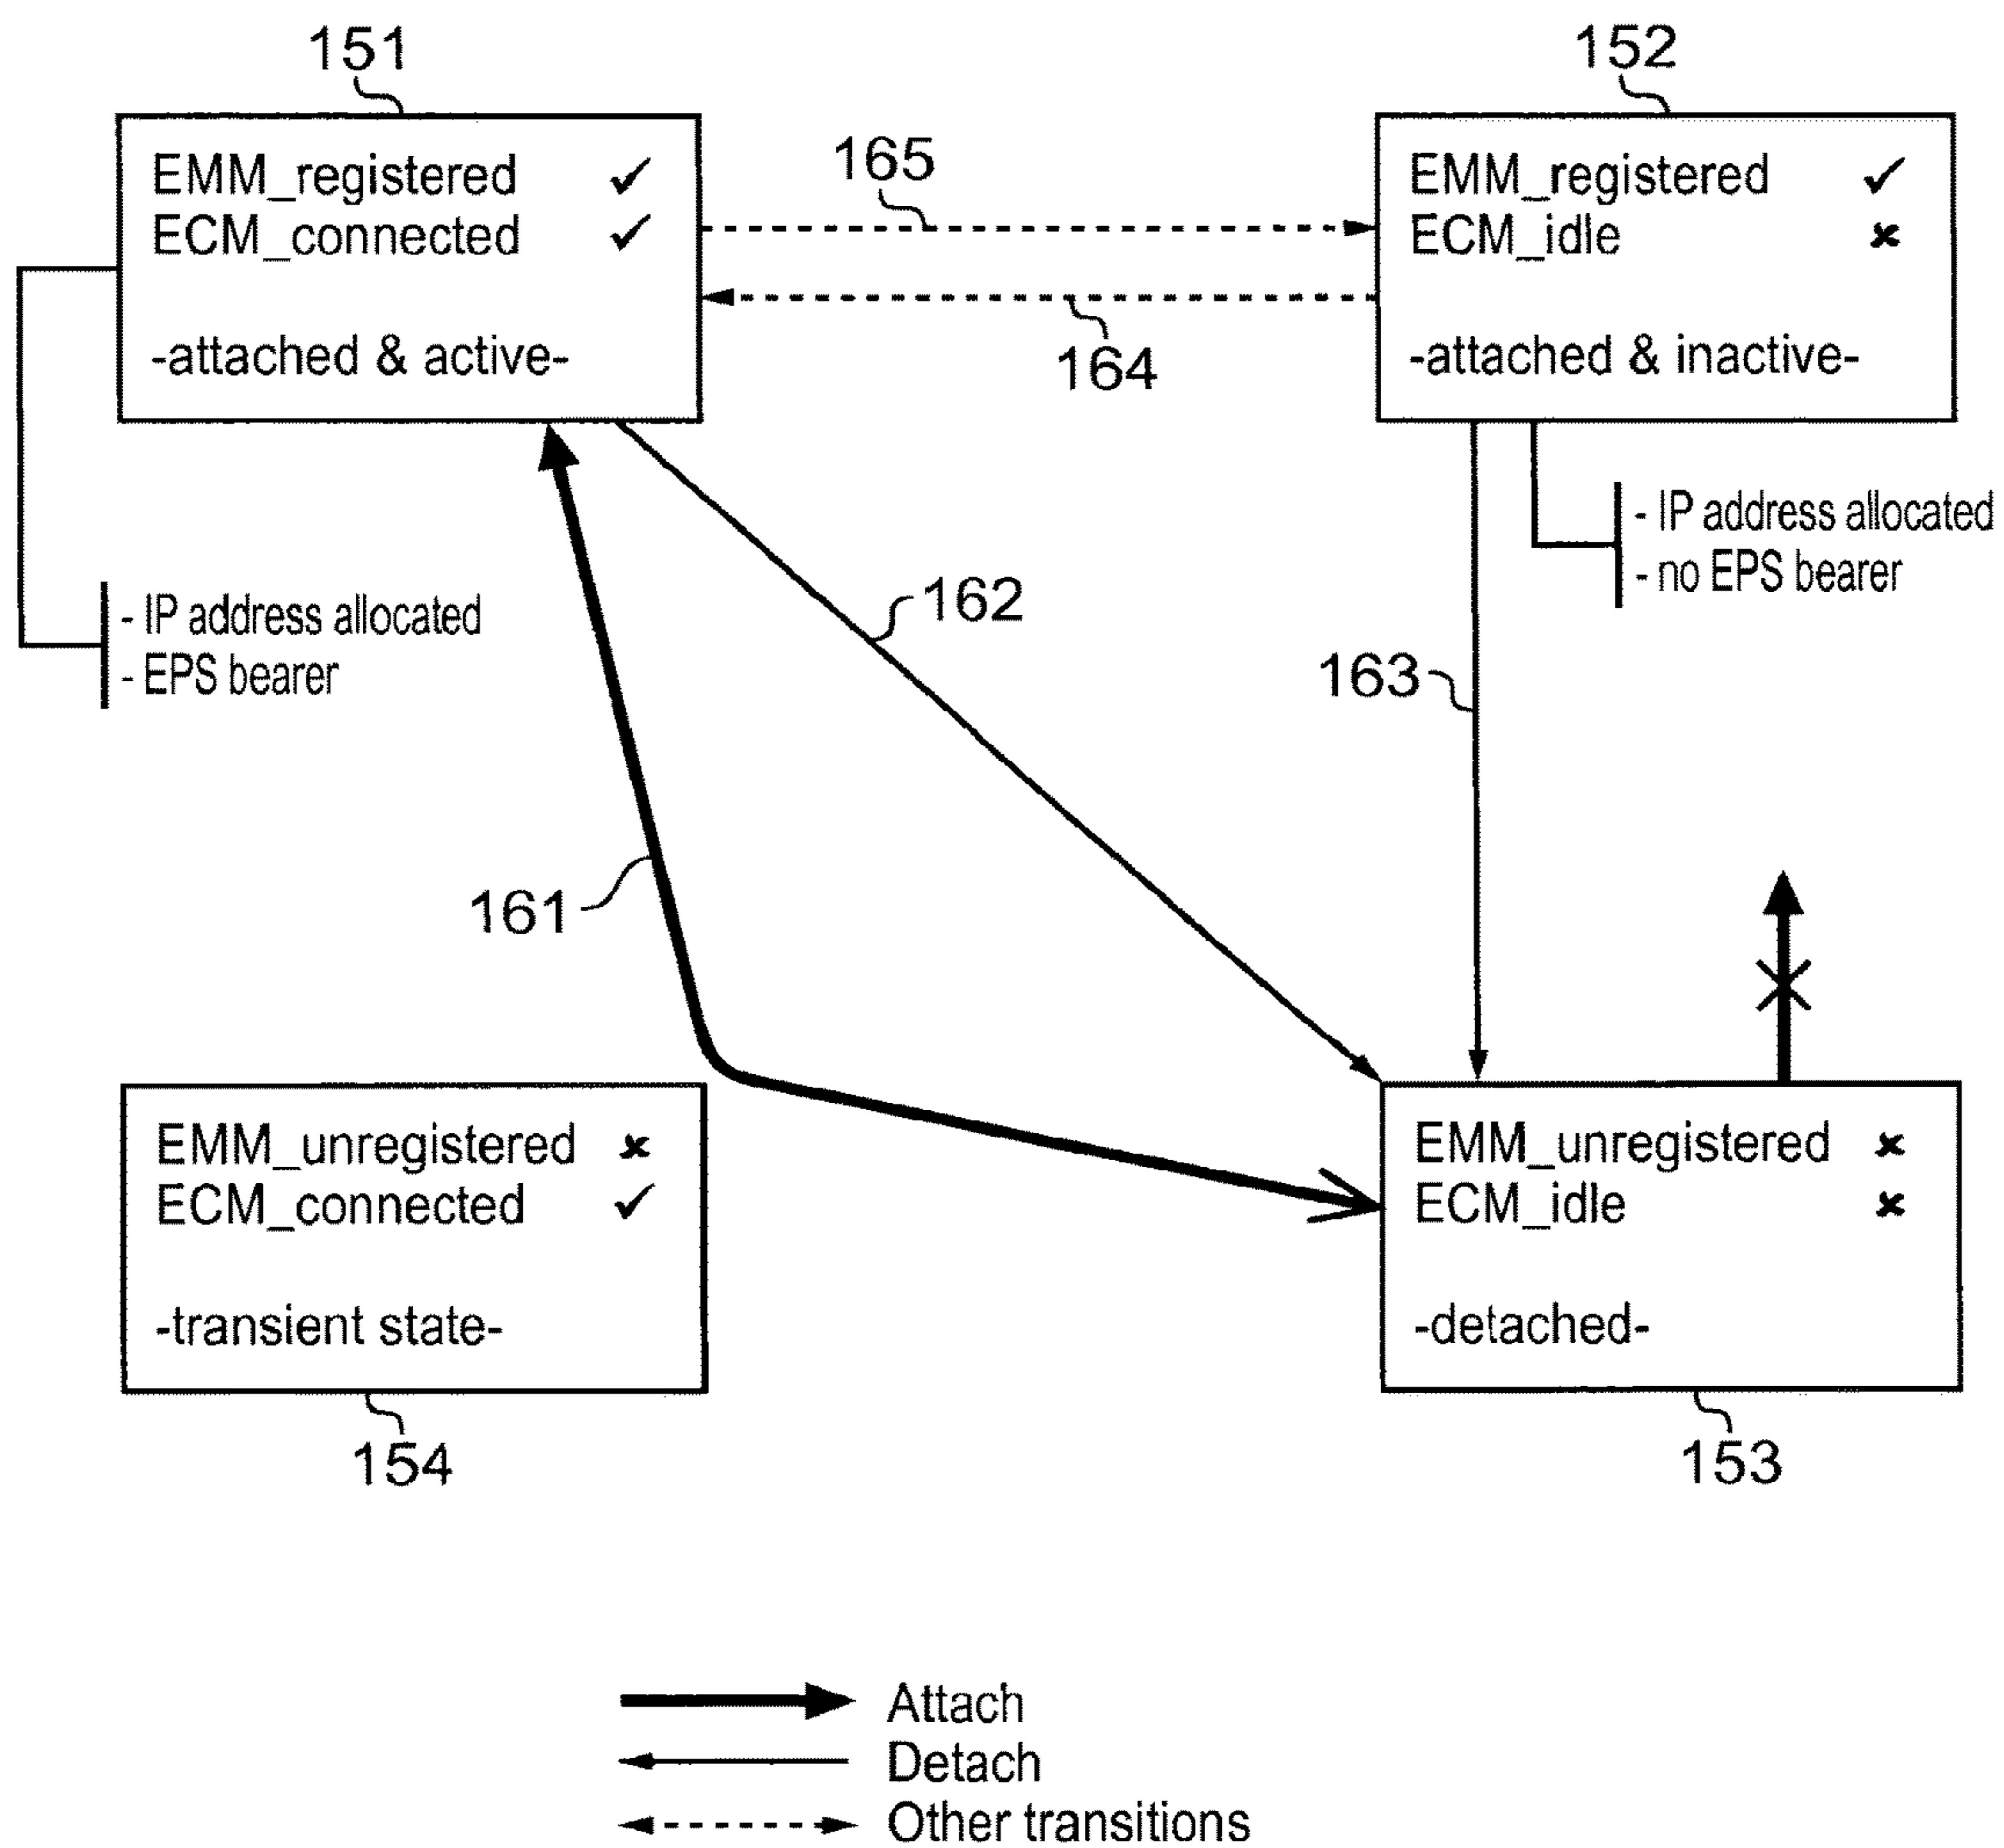 151
152
EMM_registered ✓
ECM_connected ✓
-attached & active-
165
164
EMM_registered ✓
ECM_idle ✗
-attached & inactive-
- IP address allocated
- no EPS bearer
- IP address allocated
- EPS bearer
162
163
161
EMM_unregistered ✗
ECM_connected ✓
-transient state-
154
EMM_unregistered ✗
ECM_idle ✗
-detached-
153
Attach
Detach
Other transitions